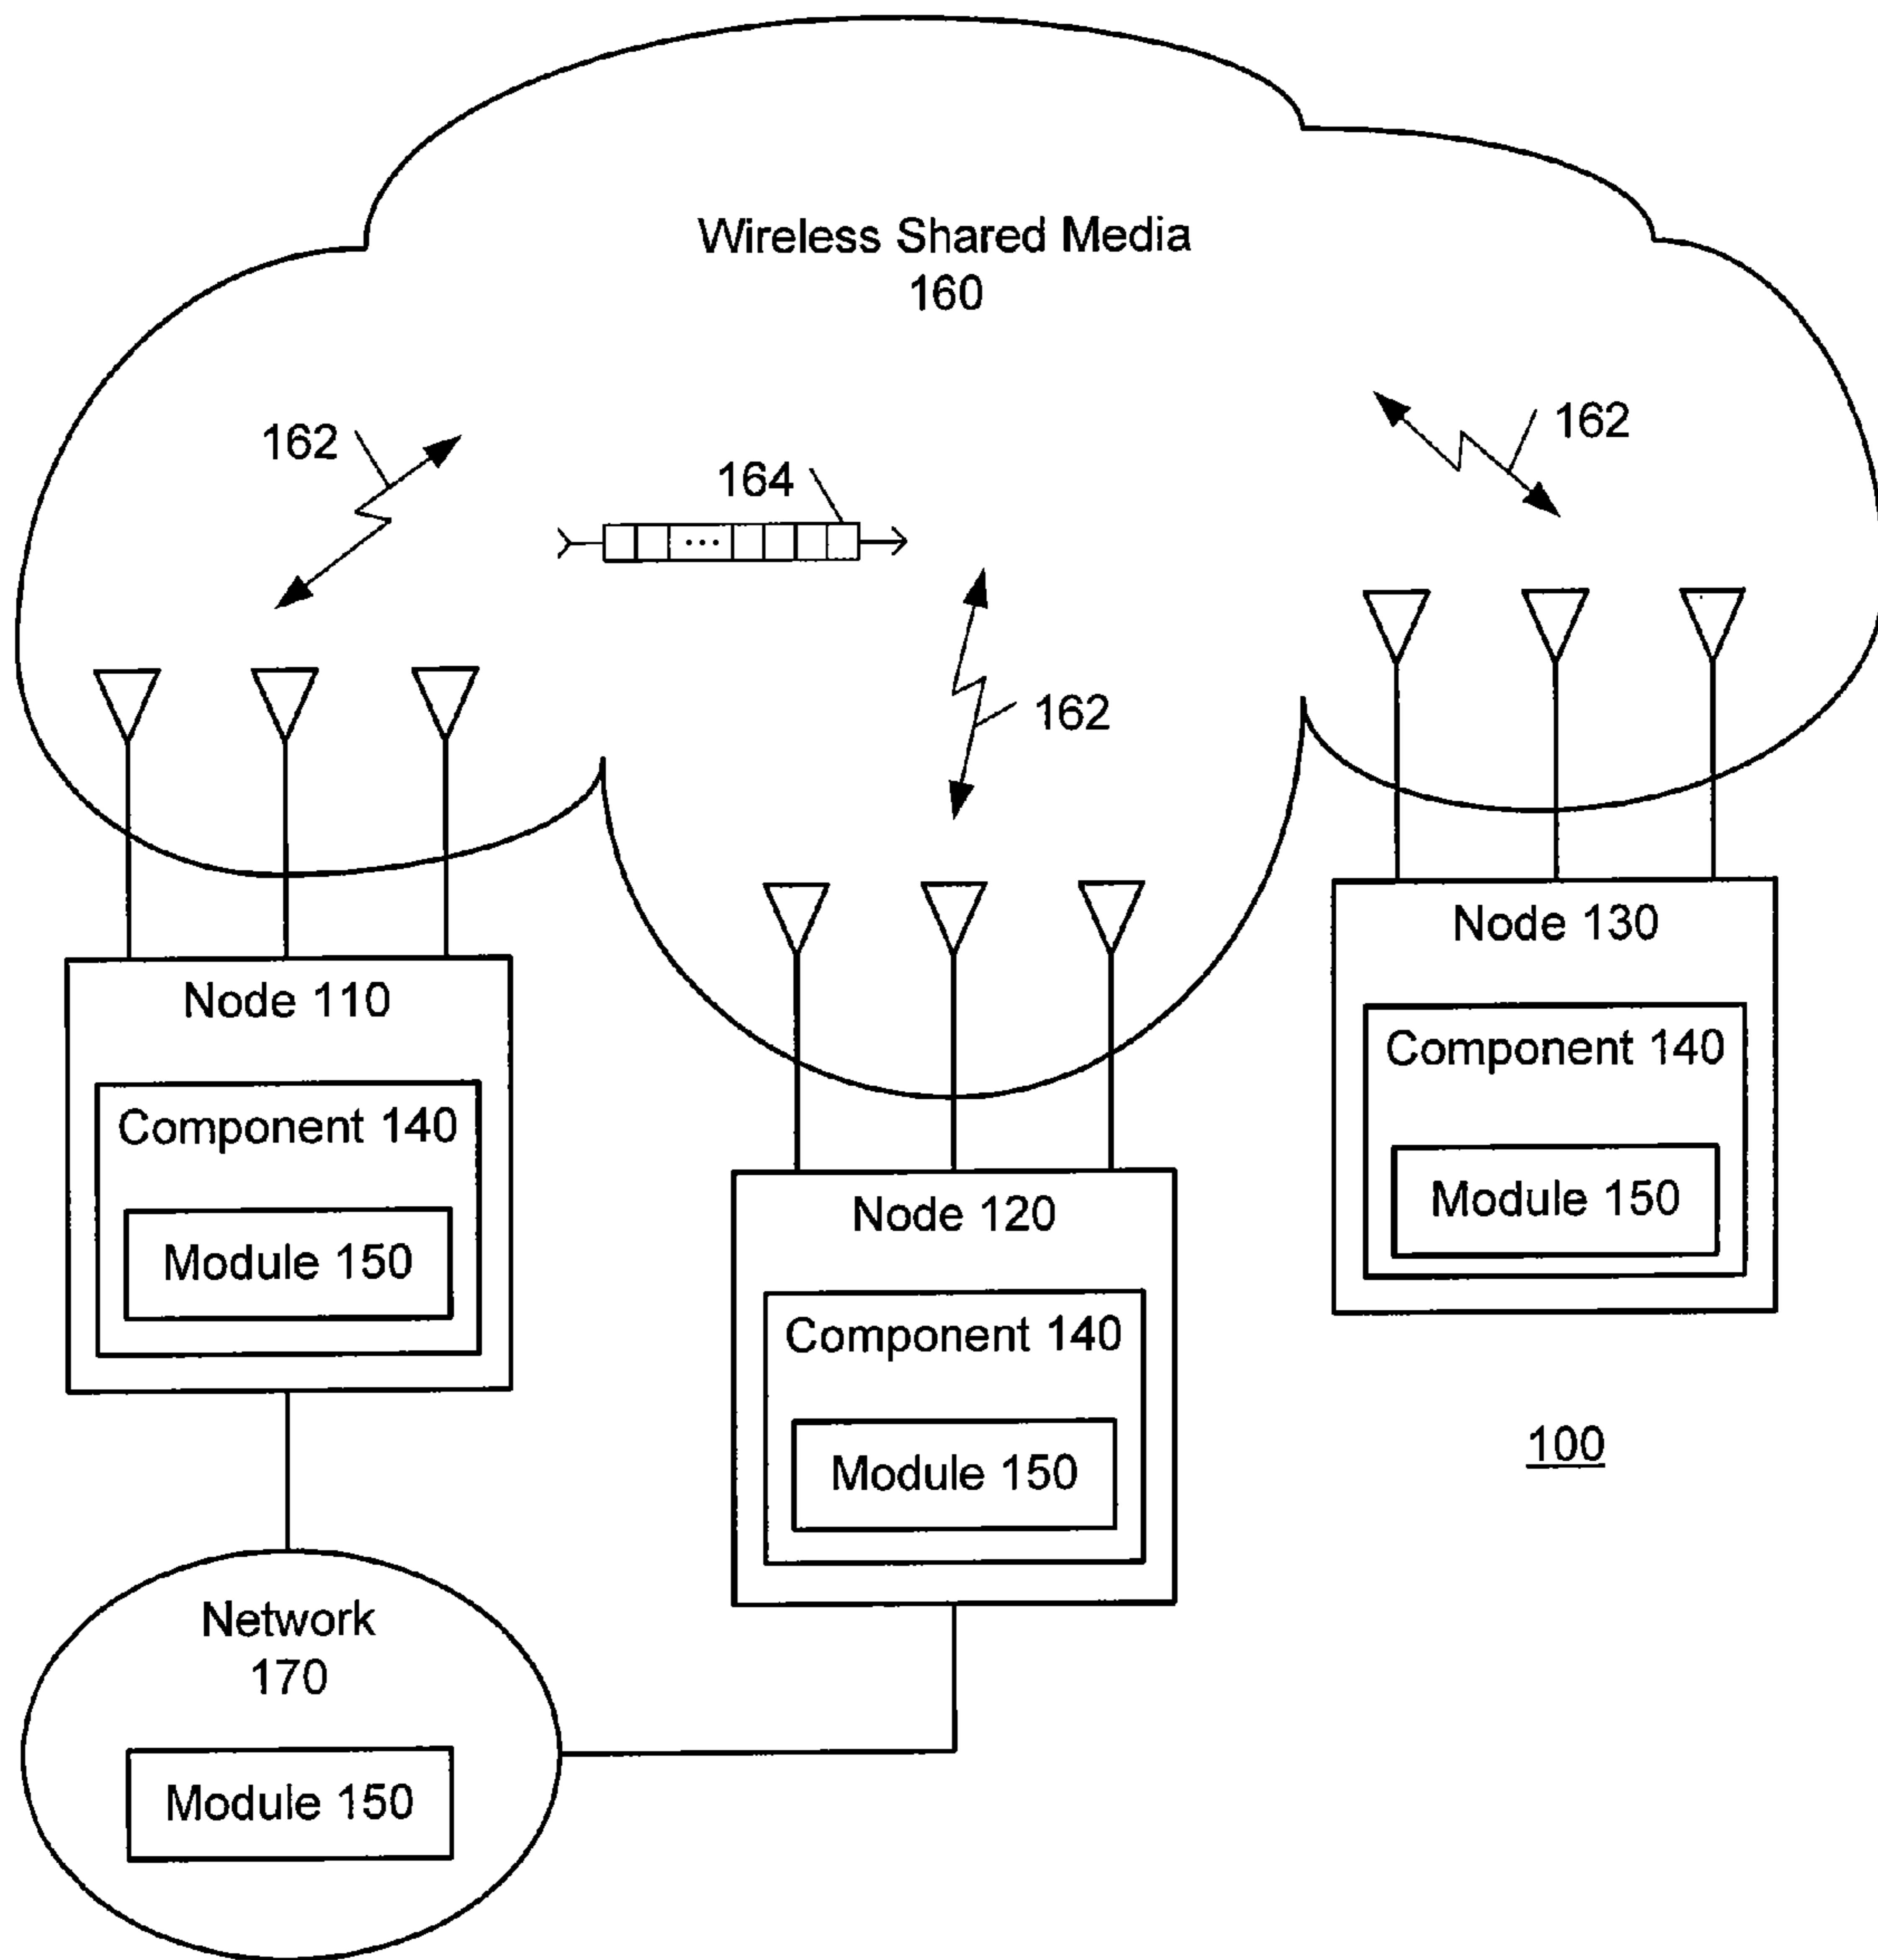 Wireless Shared Media
160
162
164
162
162
Node 110
Component 140
Module 150
Node 120
Component 140
Module 150
Node 130
Component 140
Module 150
100
Network
170
Module 150